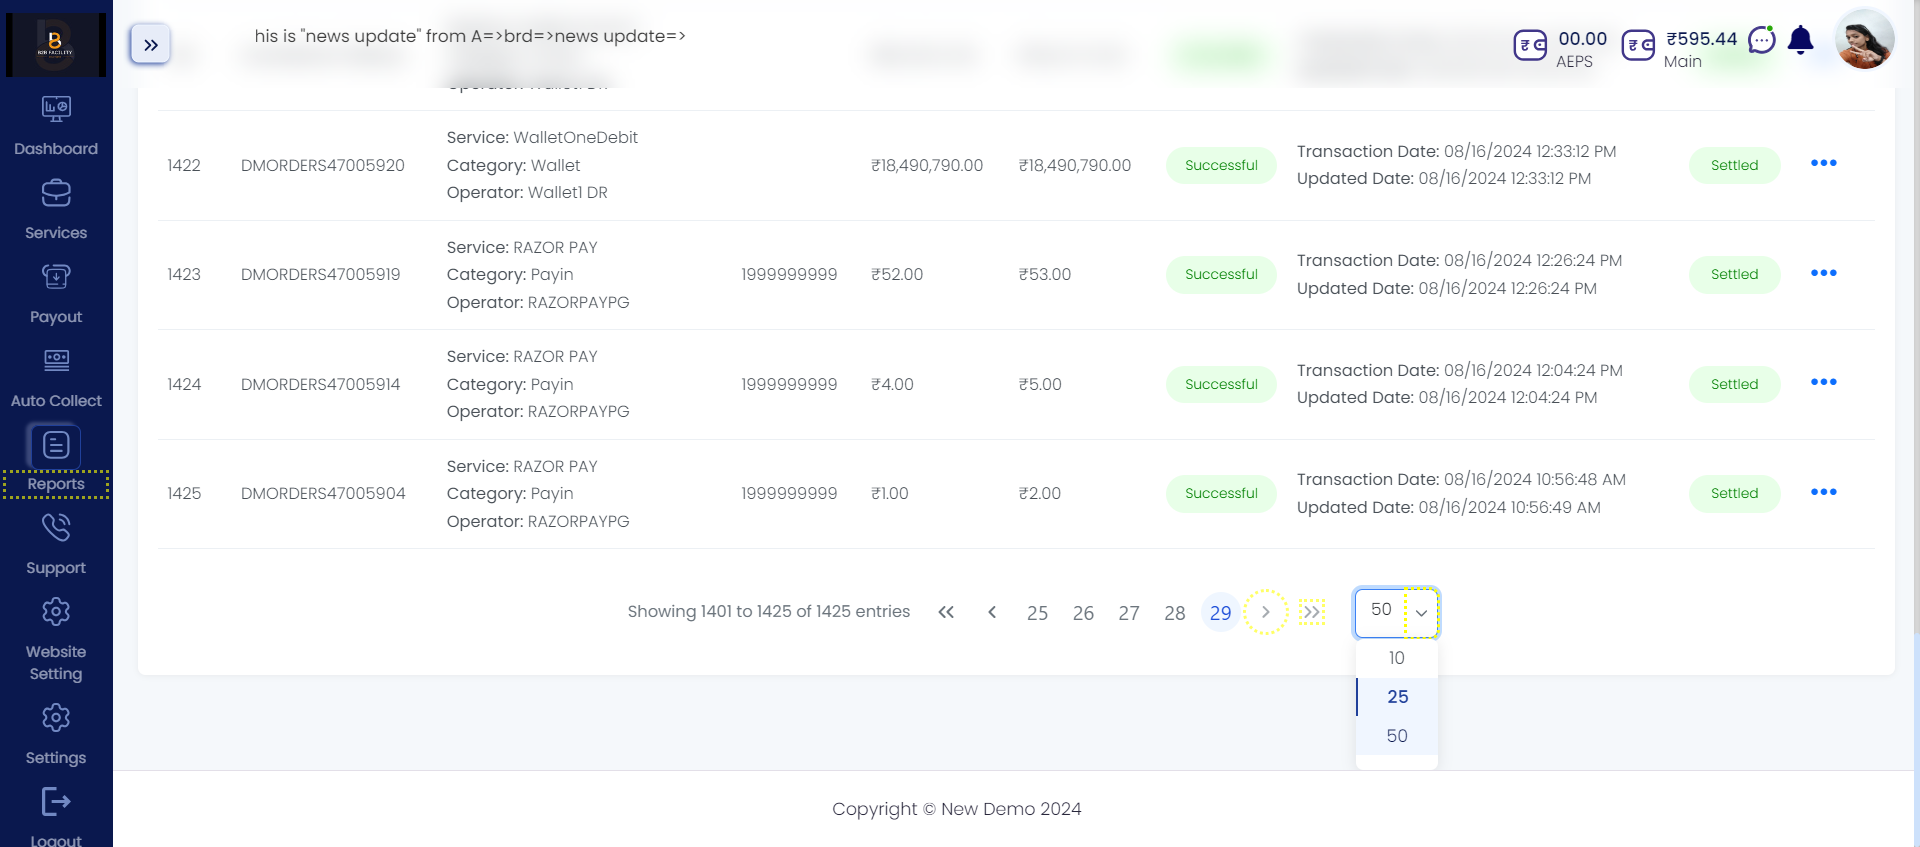 his is "news update" from A=>brd=>news update=>
00.00
AEPS
₹595.44
Main
B2B FACILITY
Dashboard
Services
Payout
Auto Collect
Reports
Support
Website
Setting
Settings
Logout
1422 DMORDERS47005920 Service: WalletOneDebit
Category: Wallet
Operator: Wallet1 DR
₹18,490,790.00 ₹18,490,790.00 Successful Transaction Date: 08/16/2024 12:33:12 PM
Updated Date: 08/16/2024 12:33:12 PM
Settled
1423 DMORDERS47005919 Service: RAZOR PAY
Category: Payin
Operator: RAZORPAYPG
1999999999 ₹52.00 ₹53.00 Successful Transaction Date: 08/16/2024 12:26:24 PM
Updated Date: 08/16/2024 12:26:24 PM
Settled
1424 DMORDERS47005914 Service: RAZOR PAY
Category: Payin
Operator: RAZORPAYPG
1999999999 ₹4.00 ₹5.00 Successful Transaction Date: 08/16/2024 12:04:24 PM
Updated Date: 08/16/2024 12:04:24 PM
Settled
1425 DMORDERS47005904 Service: RAZOR PAY
Category: Payin
Operator: RAZORPAYPG
1999999999 ₹1.00 ₹2.00 Successful Transaction Date: 08/16/2024 10:56:48 AM
Updated Date: 08/16/2024 10:56:49 AM
Settled
Showing 1401 to 1425 of 1425 entries « ‹ 25 26 27 28 29 › » 50
10
25
50
Copyright © New Demo 2024